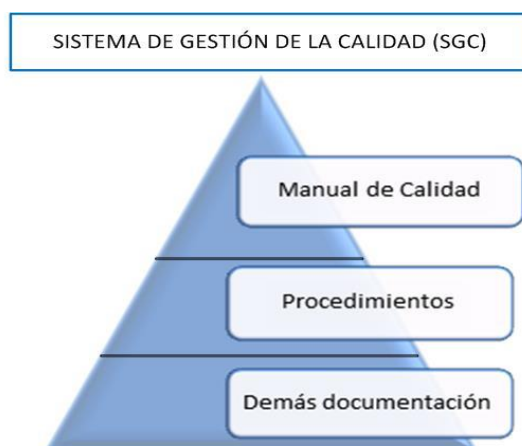 SISTEMA DE GESTIÓN DE LA CALIDAD (SGC)
Manual de Calidad
Procedimientos
Demás documentación